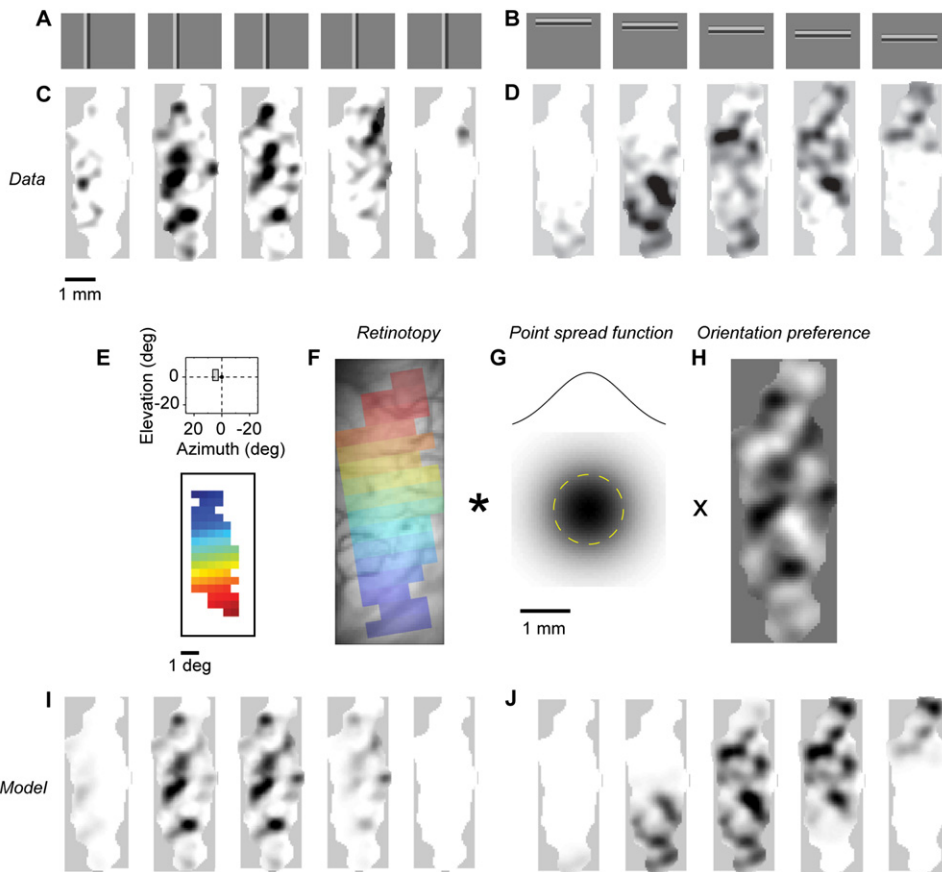 A
B
C
D
Data
1 mm
Retinotopy
Point spread function
Orientation preference
E
F
G
H
Elevation (deg)
0
-20
20 0 -20
Azimuth (deg)
*
x
1 mm
1 deg
I
J
Model